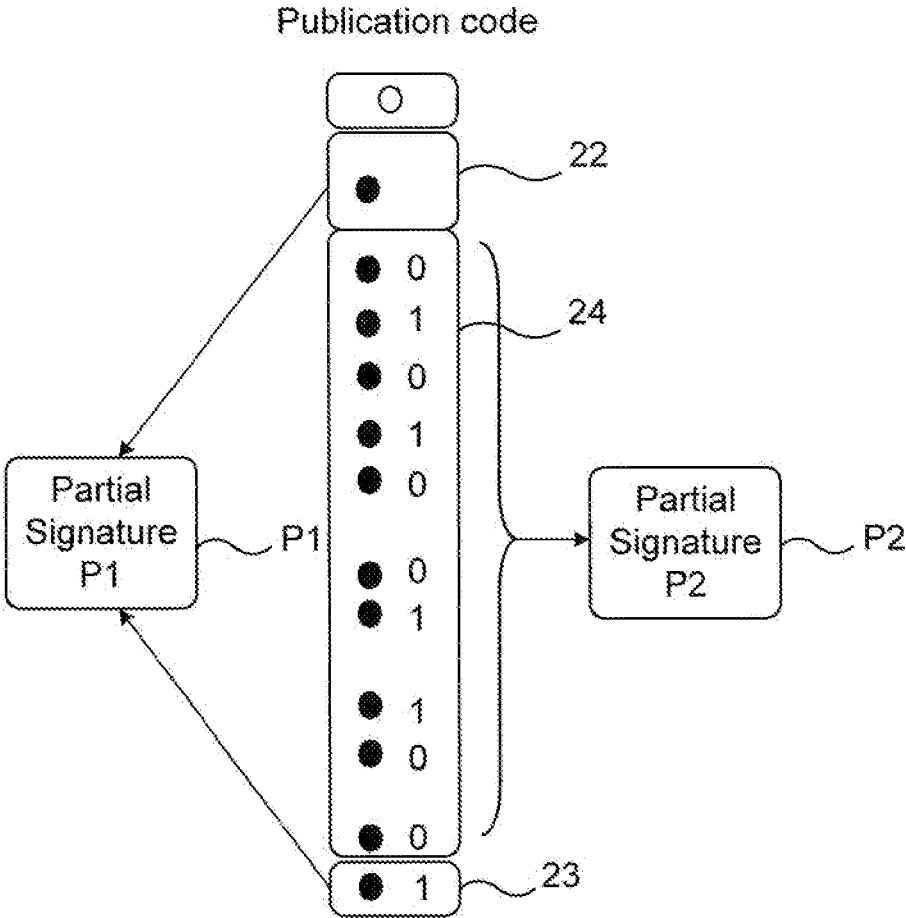 Publication code
22
0
1
24
0
1
0
Partial
Signature
P1
P1
Partial
Signature
P2
P2
0
1
1
0
0
1
23